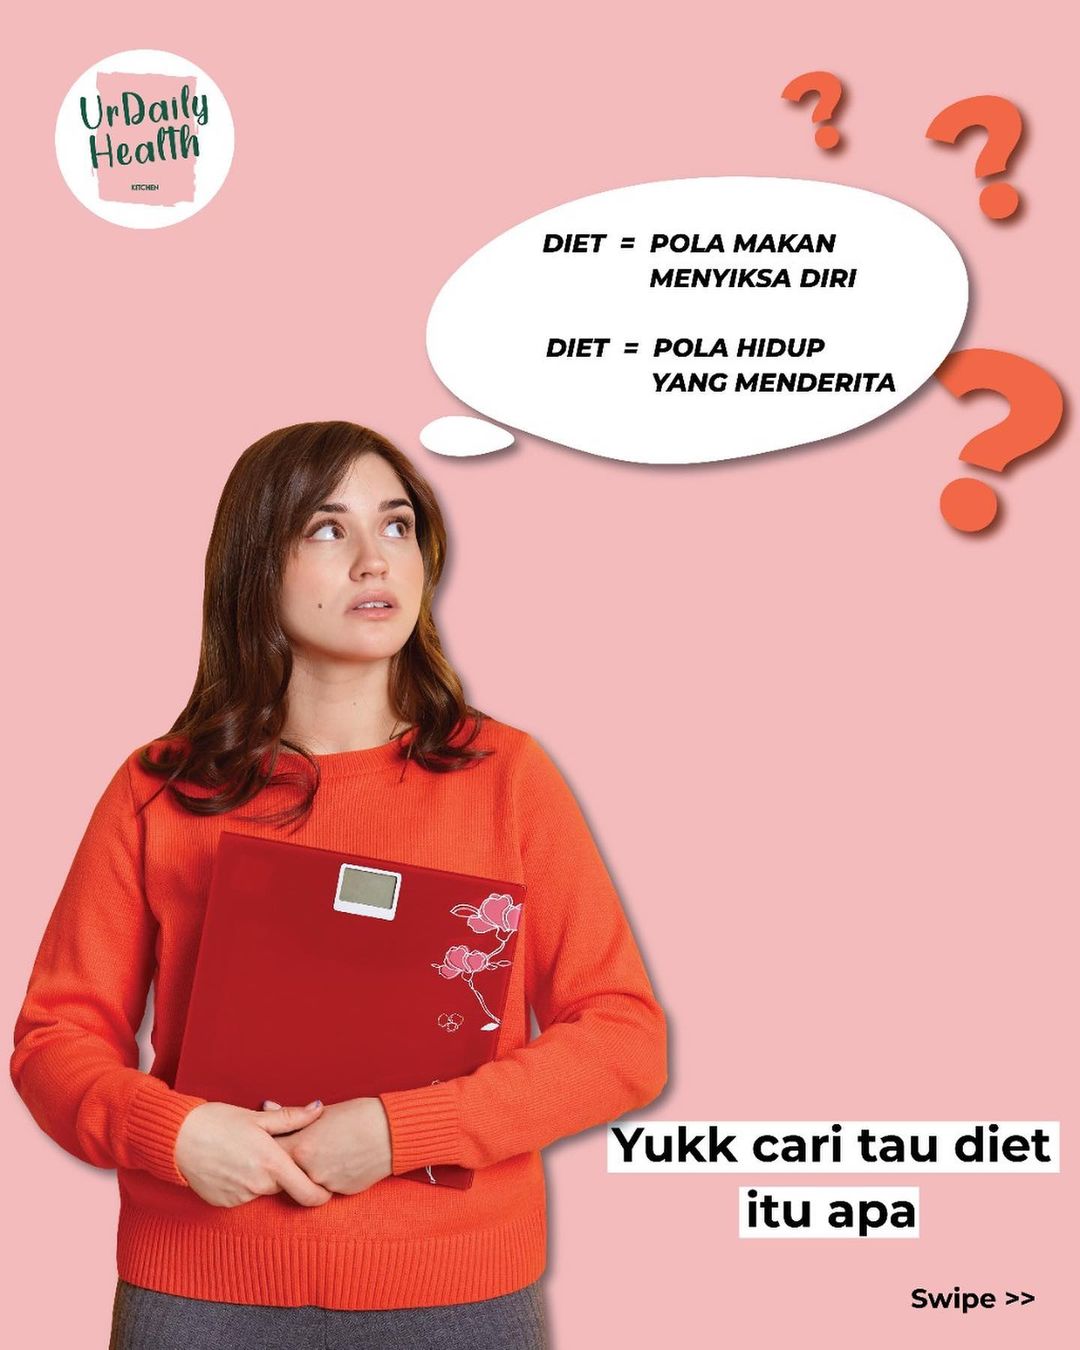 UrDaily
Health
KITCHEN
?
?
?
DIET = POLA MAKAN
MENYIKSA DIRI
DIET = POLA HIDUP
YANG MENDERITA
Yukk cari tau diet
itu apa
Swipe >>